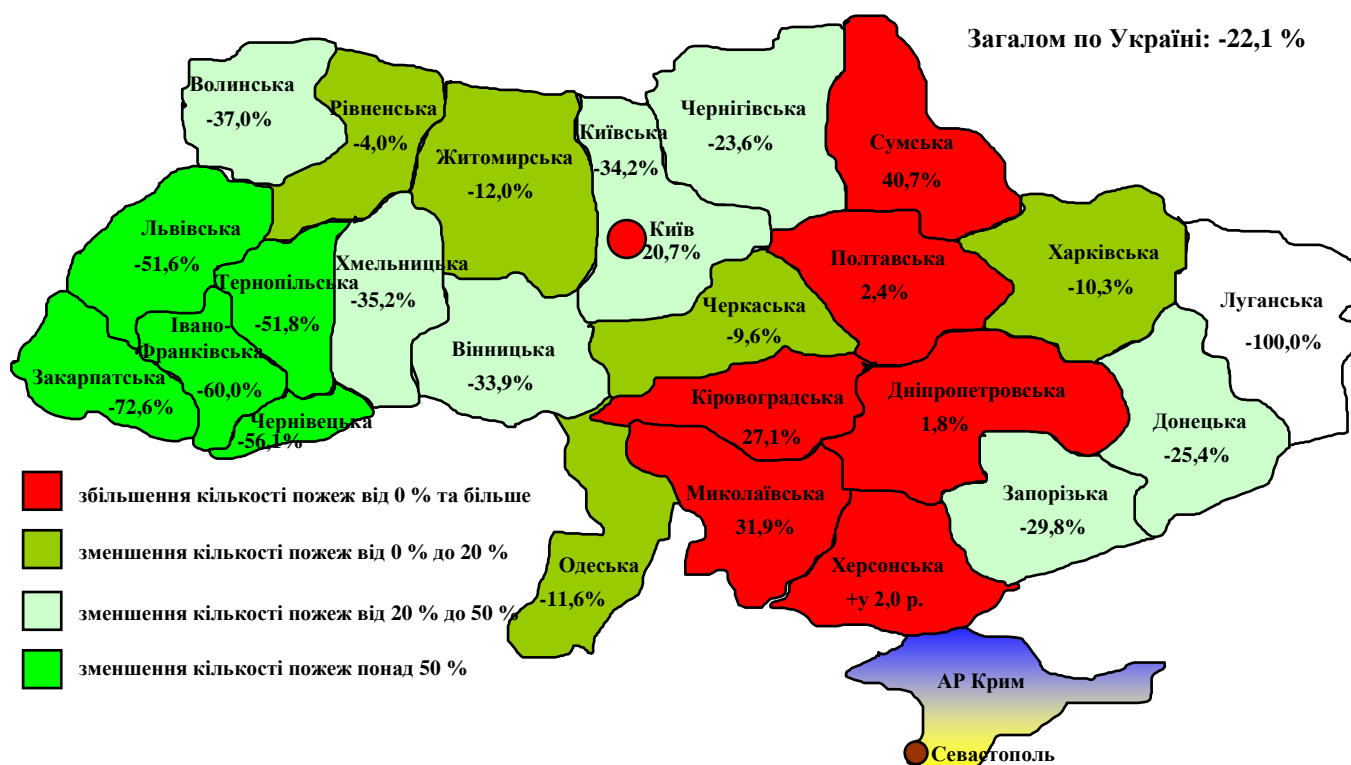 Загалом по Україні: -22,1 %
Волинська
-37,0%
Рівненська
-4,0%
Житомирська
-12,0%
Київська
-34,2%
Київ
20,7%
Чернігівська
-23,6%
Сумська
40,7%
Львівська
-51,6%
Тернопільська
-51,8%
Хмельницька
-35,2%
Вінницька
-33,9%
Черкаська
-9,6%
Полтавська
2,4%
Харківська
-10,3%
Луганська
-100,0%
Івано-
Франківська
-60,0%
Закарпатська
-72,6%
Чернівецька
-56,1%
Кіровоградська
27,1%
Дніпропетровська
1,8%
Донецька
-25,4%
Миколаївська
31,9%
Запорізька
-29,8%
Одеська
-11,6%
Херсонська
+у 2,0 р.
АР Крим
Севастополь
збільшення кількості пожеж від 0 % та більше
зменшення кількості пожеж від 0 % до 20 %
зменшення кількості пожеж від 20 % до 50 %
зменшення кількості пожеж понад 50 %